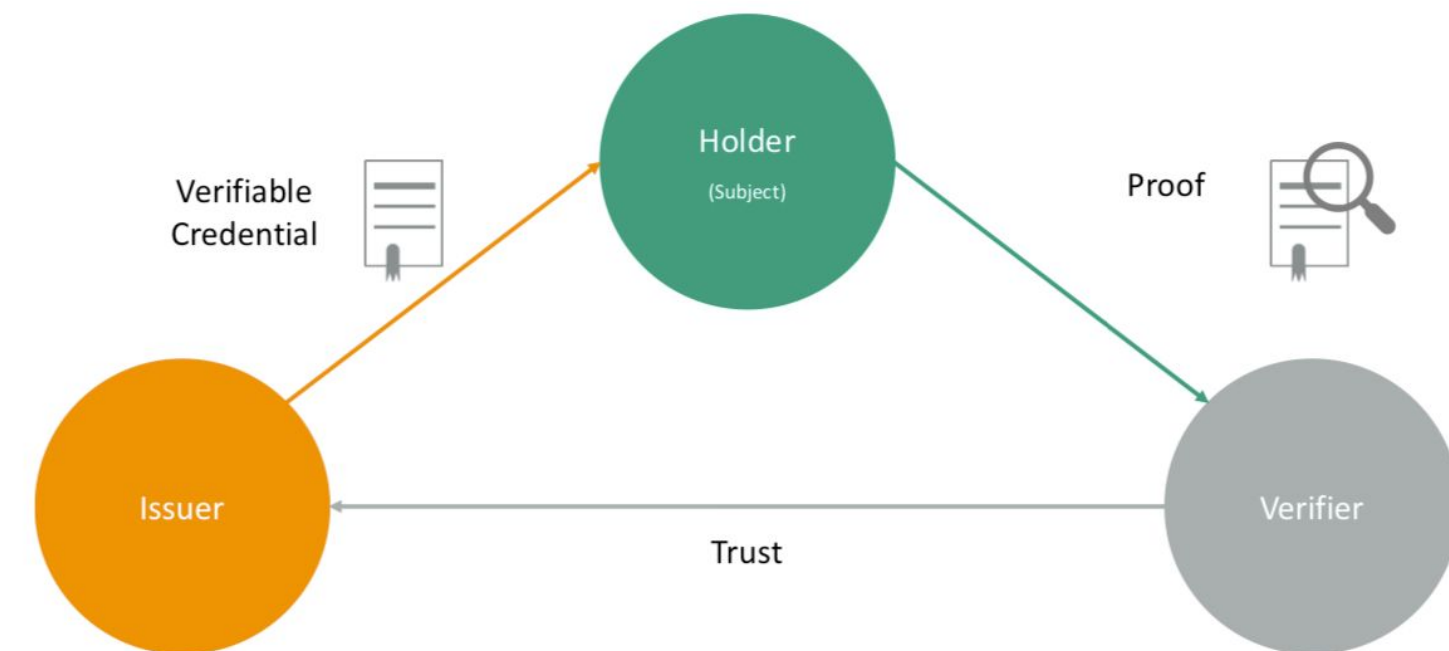 Holder
(Subject)
Verifiable
Credential
Proof
Issuer
Verifier
Trust